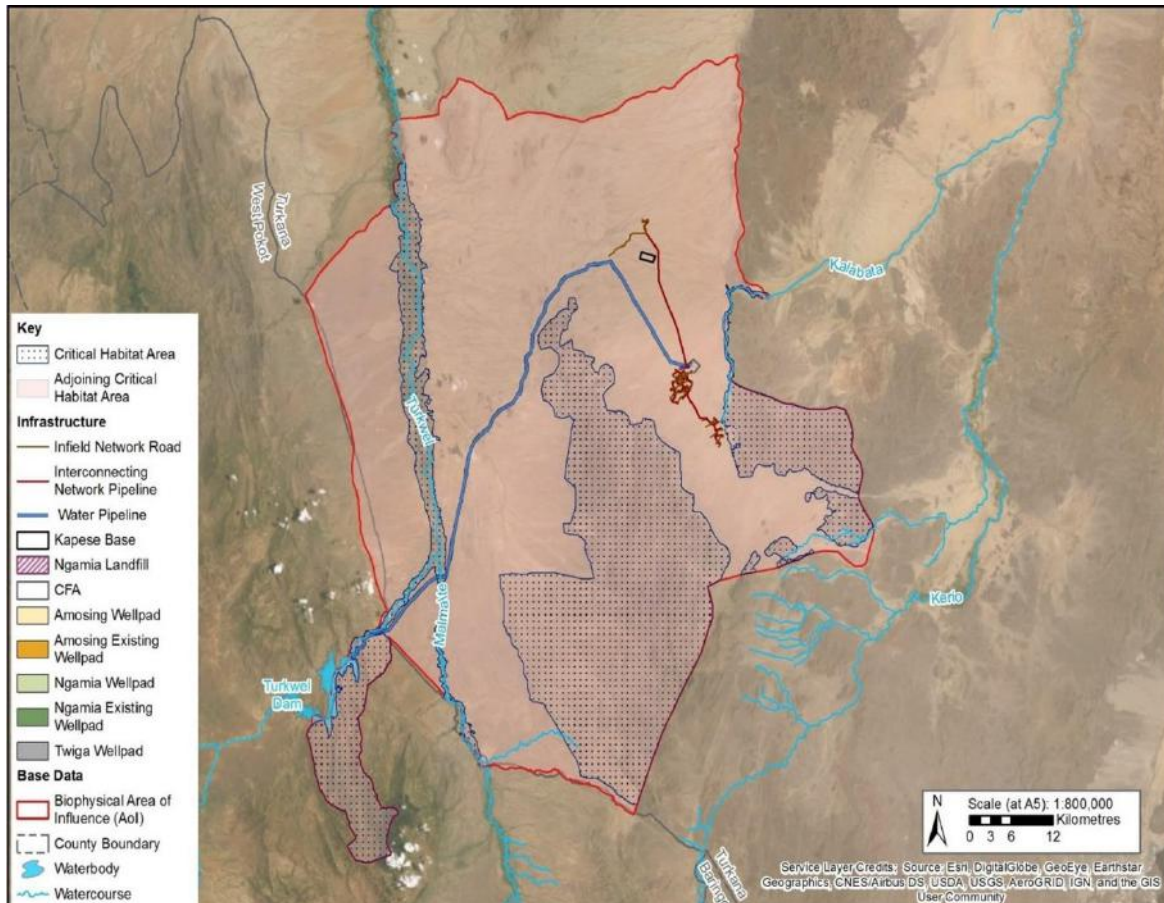 Turkana
West Pokot
Kalabata
Turkwell
Malmalte
Kerio
Turkwel
Dam
Turkana
Key
Critical Habitat Area
Adjoining Critical
Habitat Area
Infrastructure
Infield Network Road
Interconnecting
Network Pipeline
Water Pipeline
Kapese Base
Ngamia Landfill
CFA
Amosing Wellpad
Amosing Existing
Wellpad
Ngamia Wellpad
Ngamia Existing
Wellpad
Twiga Wellpad
Base Data
Biophysical Area of
Influence (AoI)
County Boundary
Waterbody
Watercourse
N
Scale (at A5): 1:800,000
Kilometres
0 3 6 12
Service Layer Credits: Source: Esri, DigitalGlobe, GeoEye, Earthstar
Geographics, CNES/Airbus DS, USDA, USGS, AeroGRID, IGN, and the GIS
User Community